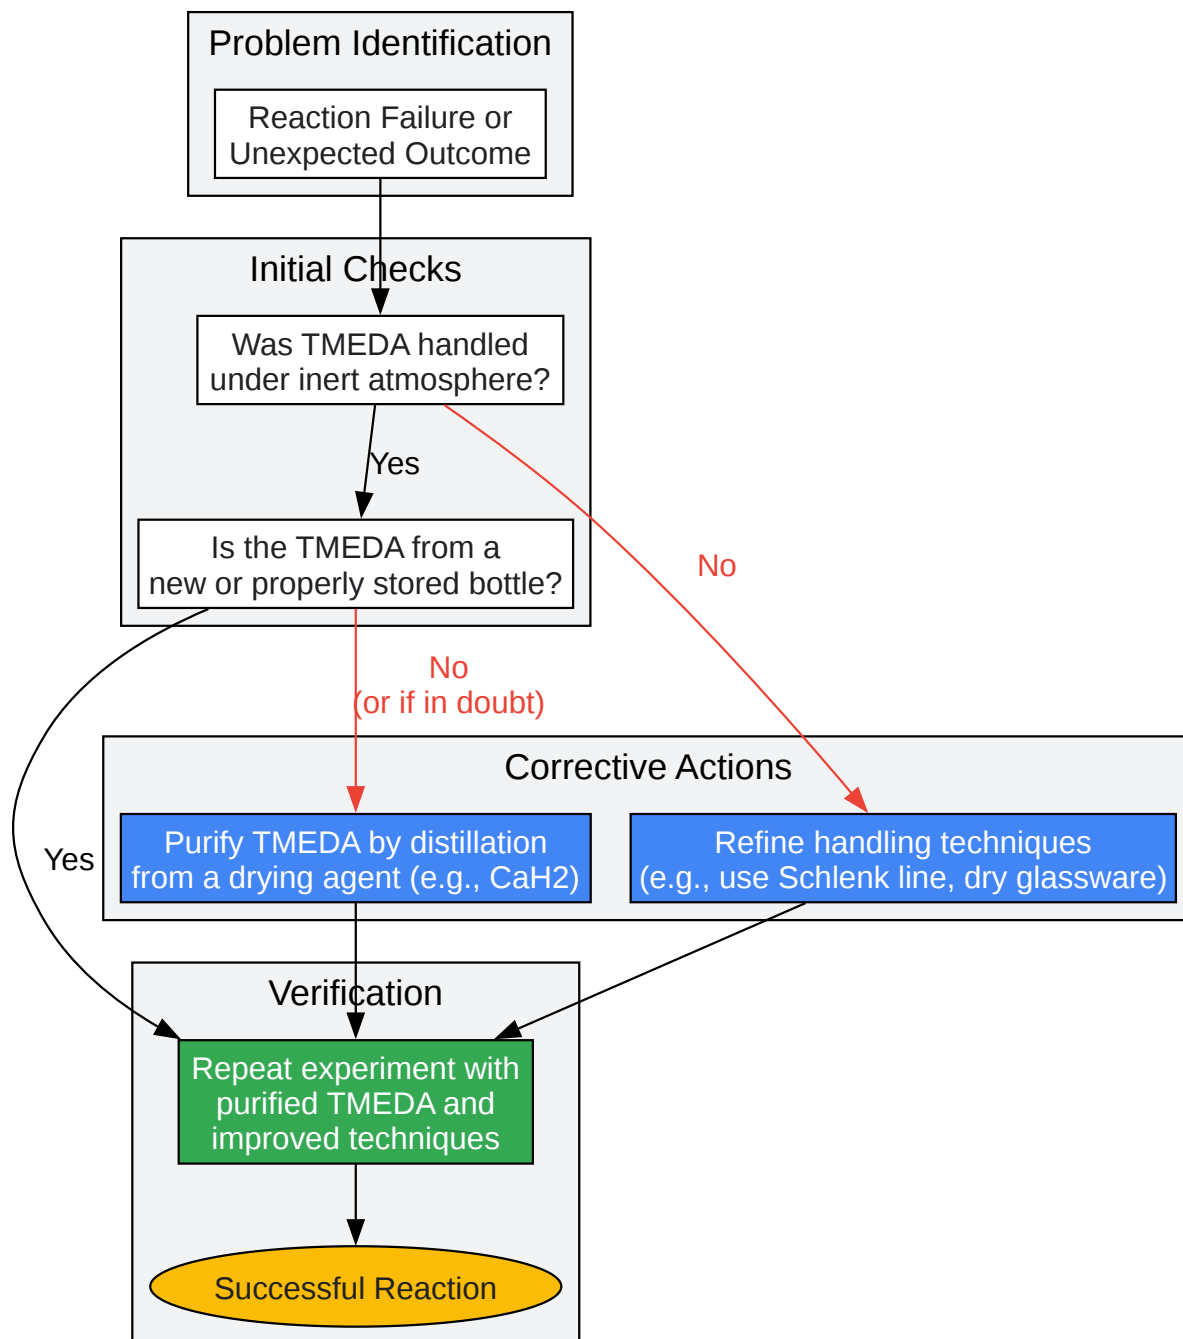 Problem Identification
Reaction Failure or
Unexpected Outcome
Initial Checks
Was TMEDA handled
under inert atmosphere?
Yes
Is the TMEDA from a
new or properly stored bottle?
No
No
(or if in doubt)
Corrective Actions
Purify TMEDA by distillation
from a drying agent (e.g., CaH2)
Refine handling techniques
(e.g., use Schlenk line, dry glassware)
Yes
Verification
Repeat experiment with
purified TMEDA and
improved techniques
Successful Reaction